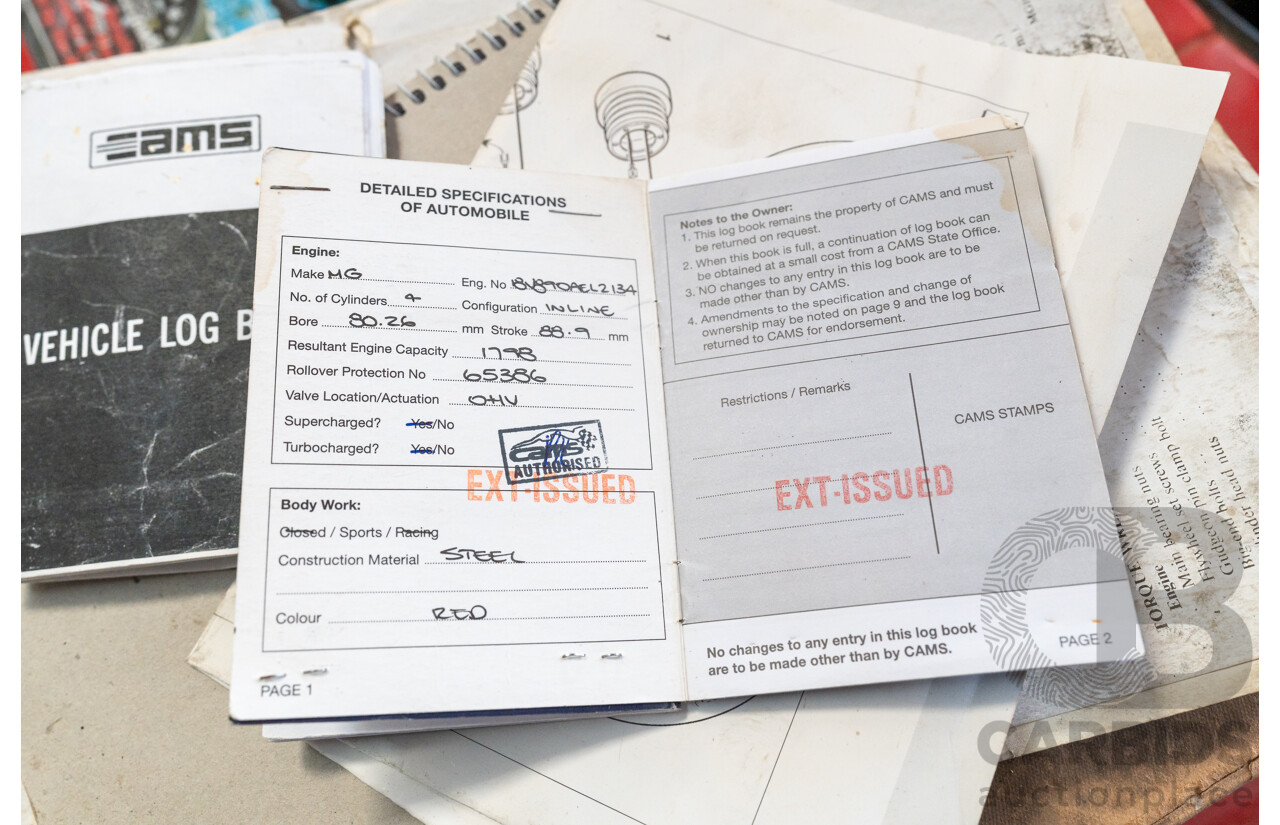 CAMS
VEHICLE LOG B
DETAILED SPECIFICATIONS
OF AUTOMOBILE
Engine:
Make MG Eng. No 18V890AEL2134
No. of Cylinders 4 Configuration INLINE
Bore 80.26 mm Stroke 88.9 mm
Resultant Engine Capacity 1798
Rollover Protection No 65386
Valve Location/Actuation OHV
Supercharged? Yes/No
Turbocharged? Yes/No
cams
AUTHORISED
EXT-ISSUED
Body Work:
Closed / Sports / Racing
Construction Material STEEL
Colour RED
PAGE 1
Notes to the Owner:
1. This log book remains the property of CAMS and must
be returned on request.
2. When this book is full, a continuation of log book can
be obtained at a small cost from a CAMS State Office.
3. NO changes to any entry in this log book are to be
made other than by CAMS.
4. Amendments to the specification and change of
ownership may be noted on page 9 and the log book
returned to CAMS for endorsement.
Restrictions / Remarks
CAMS STAMPS
EXT-ISSUED
No changes to any entry in this log book
are to be made other than by CAMS.
PAGE 2
1
TORQUE
Engine
Main bearing nuts
Flywheel set screws
Gudgeon pin clamp bolt
Big-end bolts
CARBIDS
auctionplace